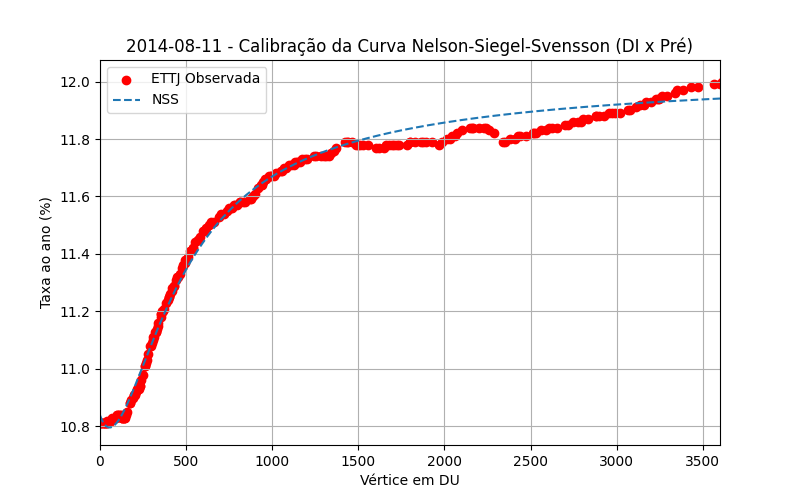 2014-08-11 - Calibração da Curva Nelson-Siegel-Svensson (DI x Pré)
ETTJ Observada
NSS
Taxa ao ano (%)
12.0
11.8
11.6
11.4
11.2
11.0
10.8
0 500 1000 1500 2000 2500 3000 3500
Vértice em DU